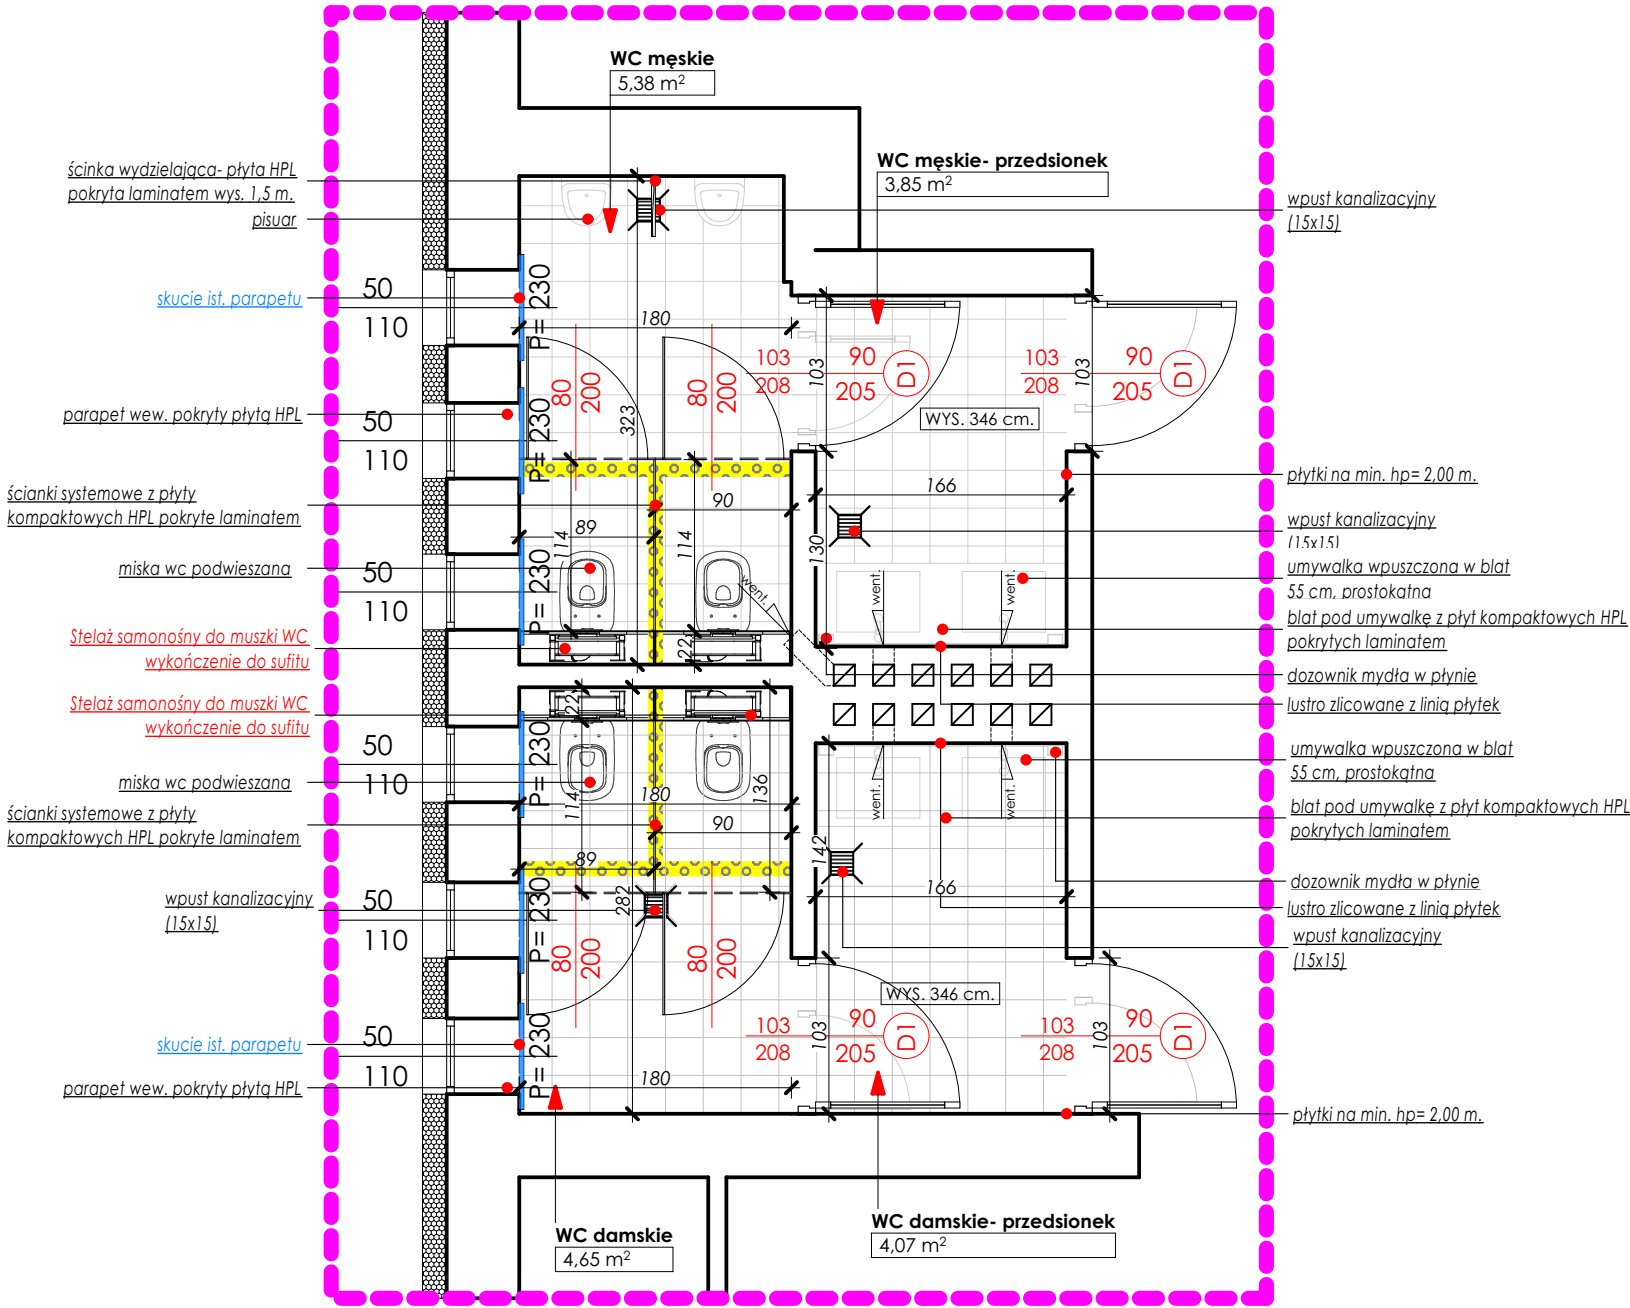 WC męskie
5,38 m²
WC męskie- przedsionek
3,85 m²
ścinka wydzielająca- płyta HPL
pokryta laminatem wys. 1,5 m.
pisuar
skucie ist. parapetu
parapet wew. pokryty płytą HPL
ścianki systemowe z płyty
kompaktowych HPL pokryte laminatem
miska wc podwieszana
Stelaż samonośny do muszki WC
wykończenie do sufitu
Stelaż samonośny do muszki WC
wykończenie do sufitu
miska wc podwieszana
ścianki systemowe z płyty
kompaktowych HPL pokryte laminatem
wpust kanalizacyjny
(15x15)
skucie ist. parapetu
parapet wew. pokryty płytą HPL
50
110
50
110
50
110
50
110
50
110
50
110
P= 230
P= 230
P= 230
P= 230
P= 230
P= 230
180
80
200
80
200
323
103
208
90
205
D1
103
103
208
90
205
D1
103
WYS. 346 cm.
166
130
90
89
114
114
22
went.
went.
went.
22
114
180
136
90
89
282
80
200
80
200
went.
went.
142
166
WYS. 346 cm.
103
208
90
205
D1
103
103
208
90
205
D1
103
180
wpust kanalizacyjny
(15x15)
płytki na min. hp= 2,00 m.
wpust kanalizacyjny
(15x15)
umywalka wpuszczona w blat
55 cm, prostokątna
blat pod umywalkę z płyt kompaktowych HPL
pokrytych laminatem
dozownik mydła w płynie
lustro zlicowane z linią płytek
umywalka wpuszczona w blat
55 cm, prostokątna
blat pod umywalkę z płyt kompaktowych HPL
pokrytych laminatem
dozownik mydła w płynie
lustro zlicowane z linią płytek
wpust kanalizacyjny
(15x15)
płytki na min. hp= 2,00 m.
WC damskie
4,65 m²
WC damskie- przedsionek
4,07 m²